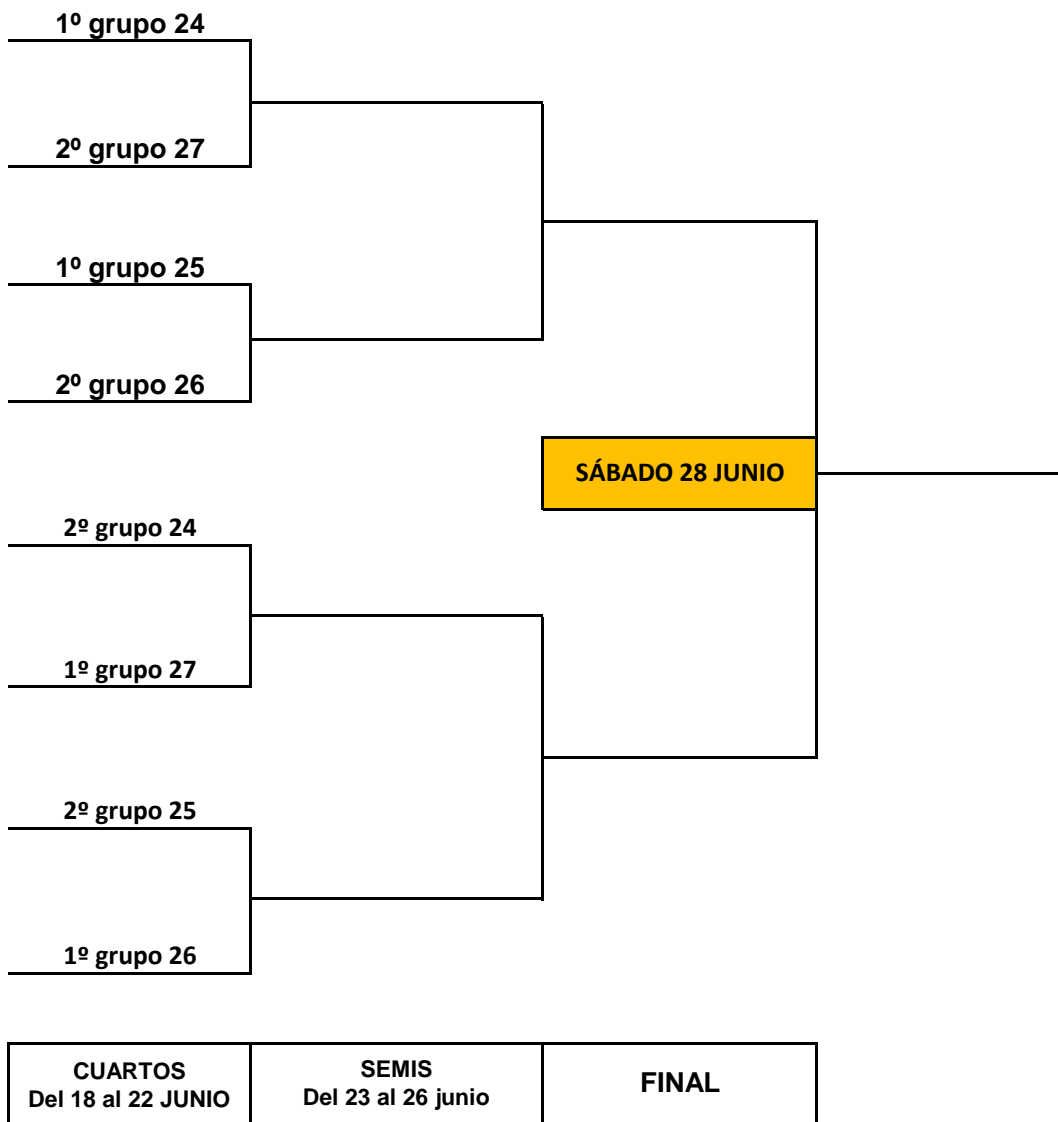 1º grupo 24
2º grupo 27
1º grupo 25
2º grupo 26
SÁBADO 28 JUNIO
2º grupo 24
1º grupo 27
2º grupo 25
1º grupo 26
CUARTOS
Del 18 al 22 JUNIO
SEMIS
Del 23 al 26 junio
FINAL